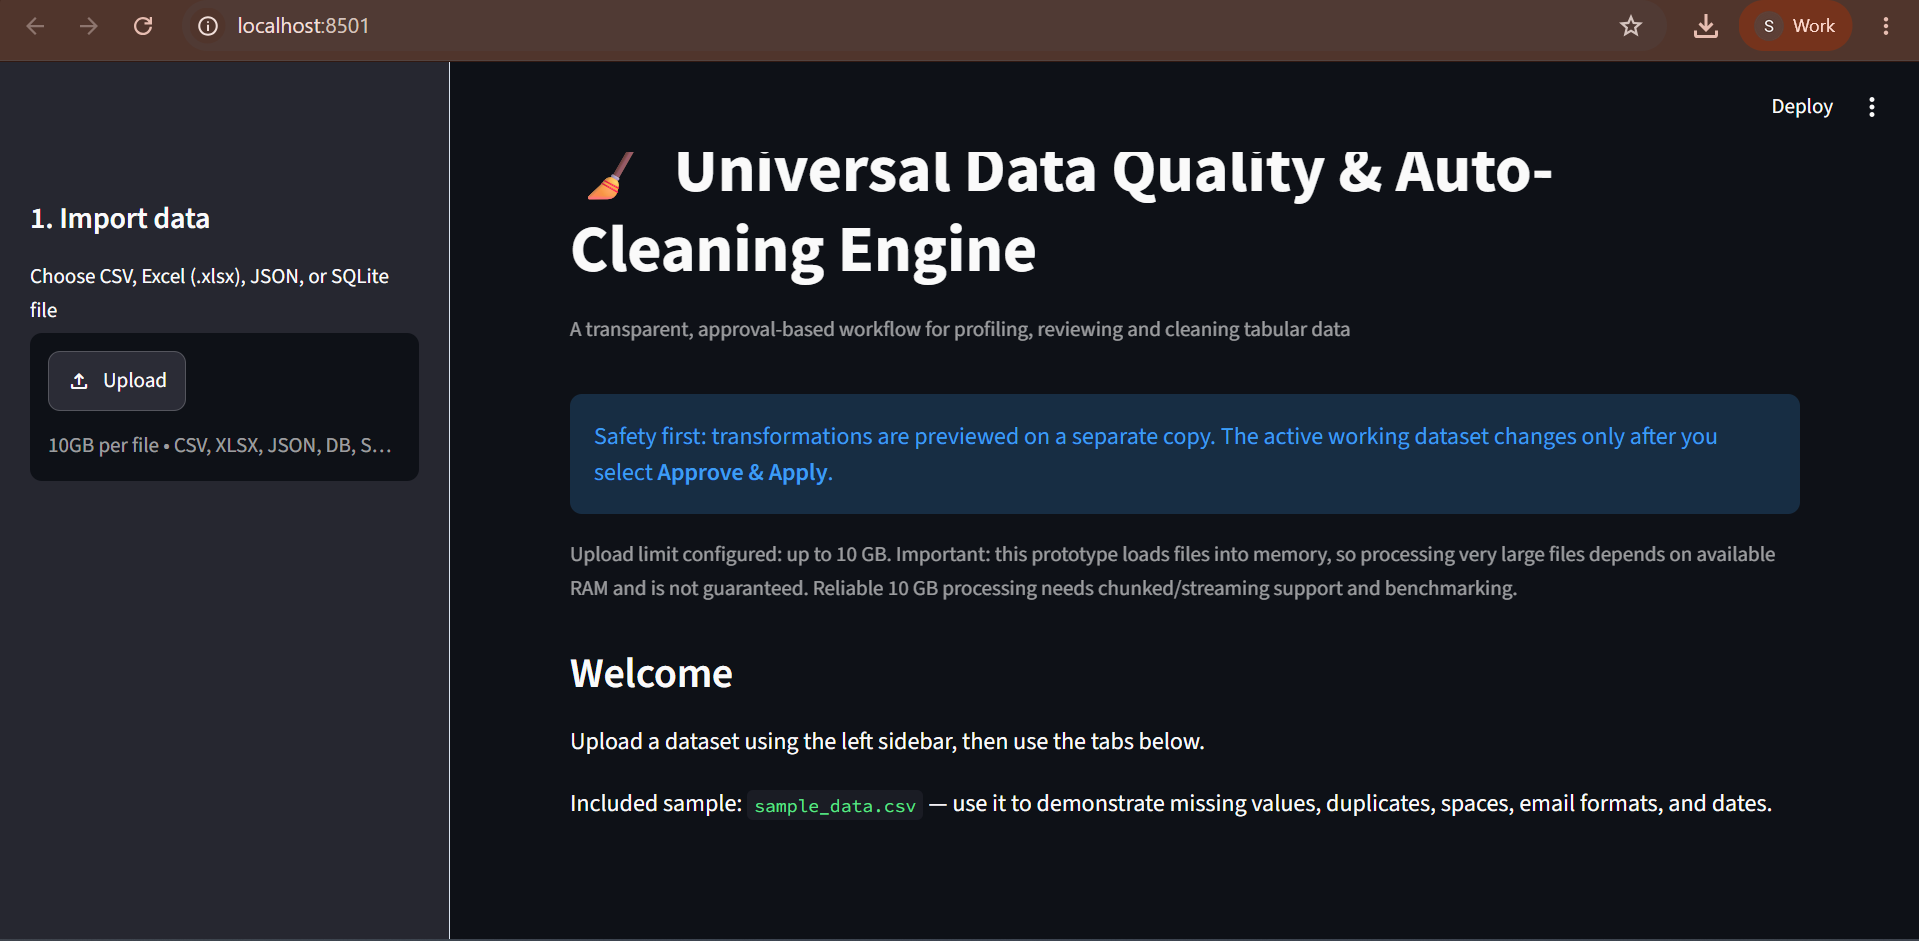 localhost:8501
S Work
Deploy
1. Import data
Choose CSV, Excel (.xlsx), JSON, or SQLite
file
Upload
10GB per file • CSV, XLSX, JSON, DB, S…
Universal Data Quality & Auto-
Cleaning Engine
A transparent, approval-based workflow for profiling, reviewing and cleaning tabular data
Safety first: transformations are previewed on a separate copy. The active working dataset changes only after you
select Approve & Apply.
Upload limit configured: up to 10 GB. Important: this prototype loads files into memory, so processing very large files depends on available
RAM and is not guaranteed. Reliable 10 GB processing needs chunked/streaming support and benchmarking.
Welcome
Upload a dataset using the left sidebar, then use the tabs below.
Included sample: sample_data.csv — use it to demonstrate missing values, duplicates, spaces, email formats, and dates.